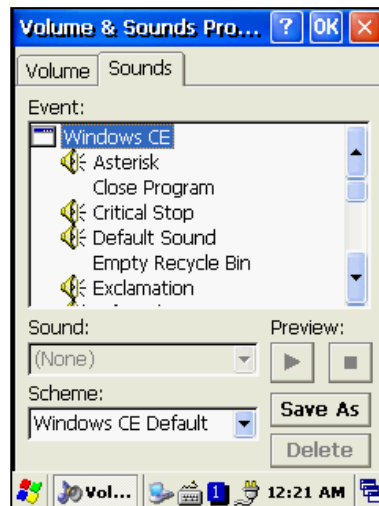 Volume & Sounds Pro... ? OK ×
Volume Sounds
Event:
Windows CE
Asterisk
Close Program
Critical Stop
Default Sound
Empty Recycle Bin
Exclamation
Sound:
Preview:
(None)
Scheme:
Save As
Windows CE Default
Delete
Vol... 1 12:21 AM